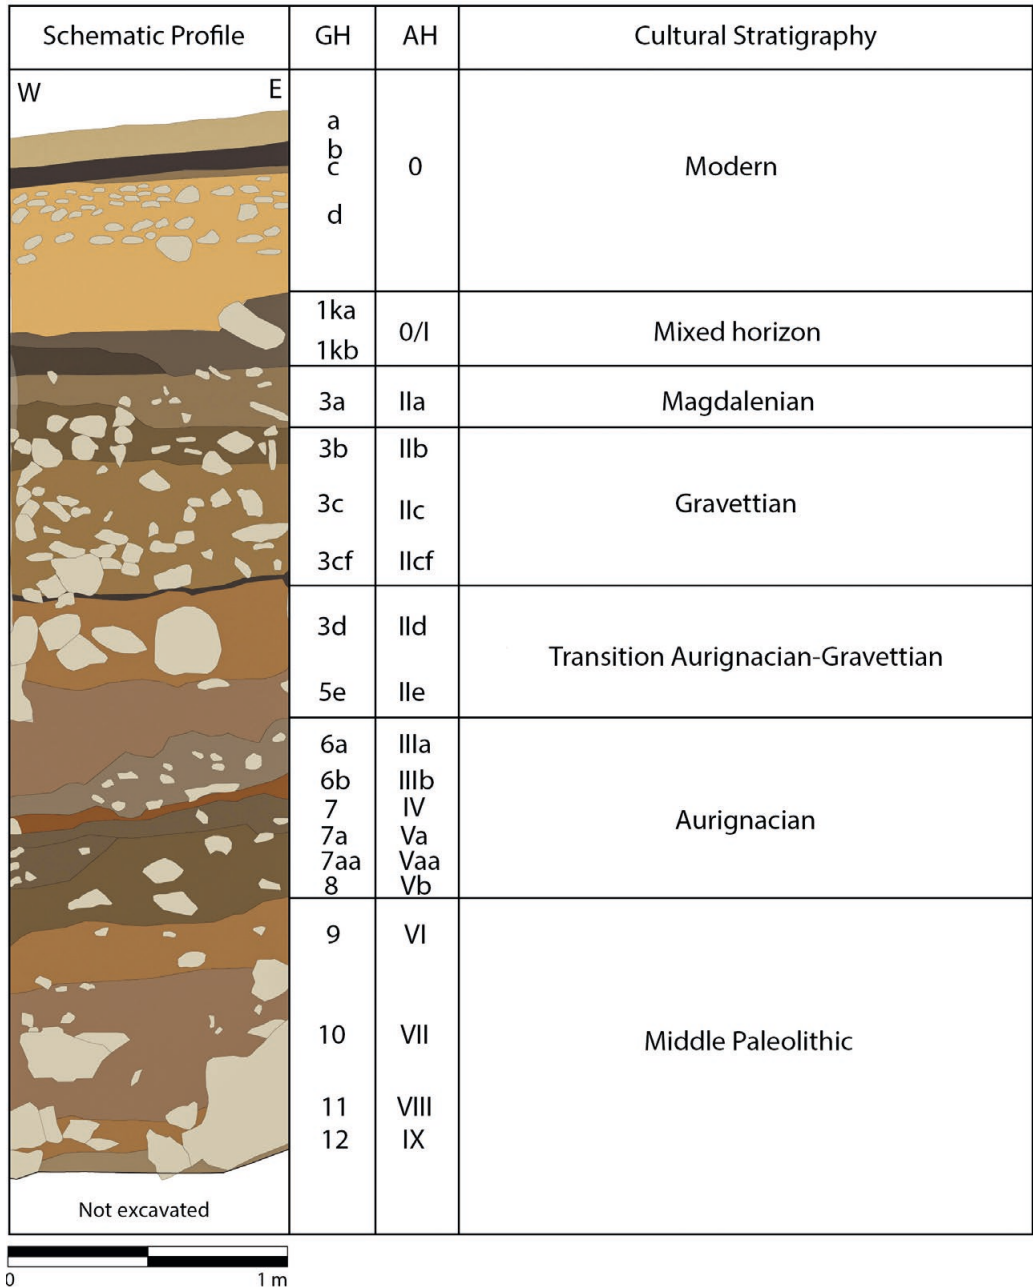 Schematic Profile GH AH Cultural Stratigraphy
W E
a
b
c 0 Modern
d
1ka
0/I Mixed horizon
1kb
3a IIa Magdalenian
3b IIb
3c IIc Gravettian
3cf IIcf
3d IId
Transition Aurignacian-Gravettian
5e IIe
6a IIIa
6b IIIb
7 IV
Aurignacian
7a Va
7aa Vaa
8 Vb
9 VI
10 VII Middle Paleolithic
11 VIII
12 IX
Not excavated
0 1 m